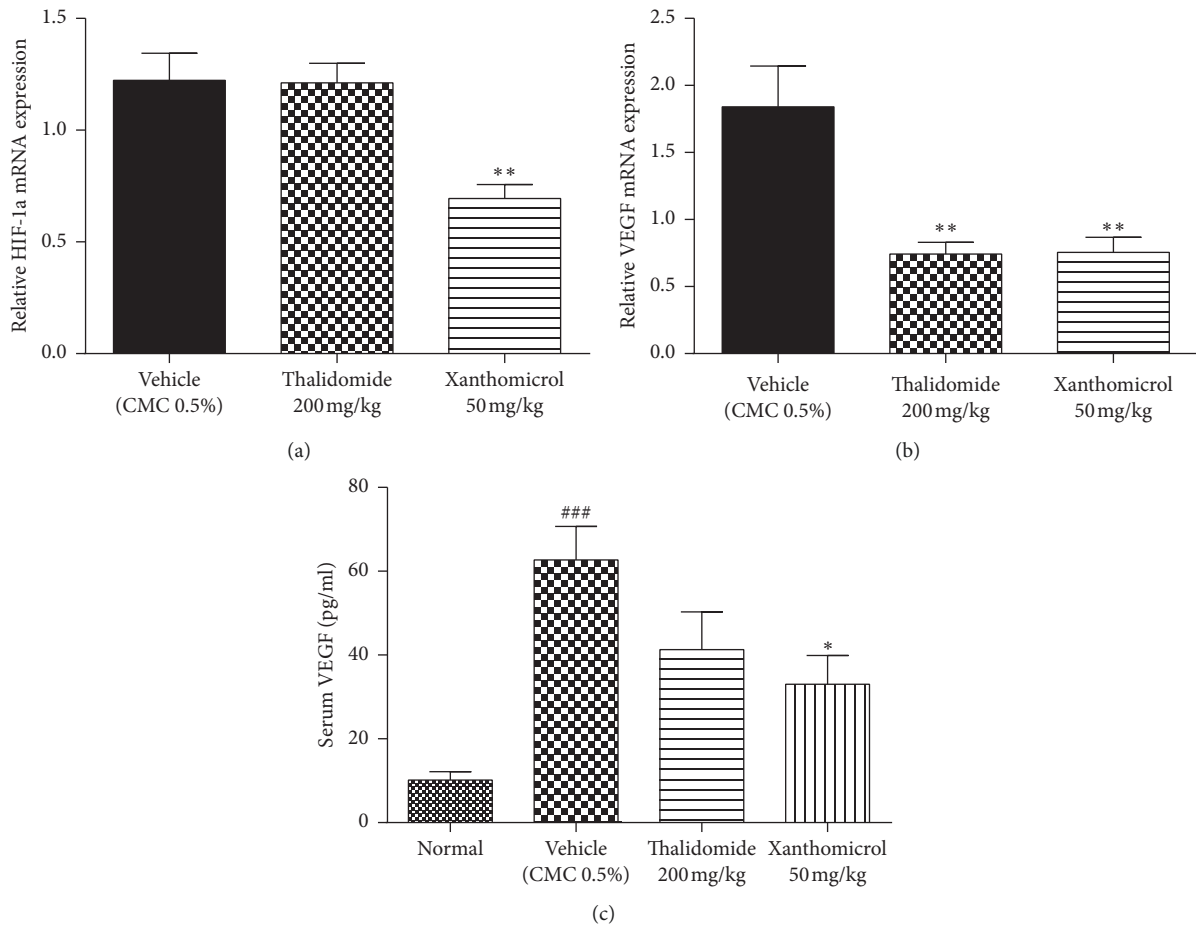 Relative HIF-1a mRNA expression
1.5
1.0
0.5
0.0
**
Vehicle
(CMC 0.5%)
Thalidomide
200 mg/kg
Xanthomicrol
50 mg/kg
(a)
Relative VEGF mRNA expression
2.5
2.0
1.5
1.0
0.5
0.0
**
**
Vehicle
(CMC 0.5%)
Thalidomide
200 mg/kg
Xanthomicrol
50 mg/kg
(b)
Serum VEGF (pg/ml)
80
60
40
20
0
###
*
Normal
Vehicle
(CMC 0.5%)
Thalidomide
200 mg/kg
Xanthomicrol
50 mg/kg
(c)